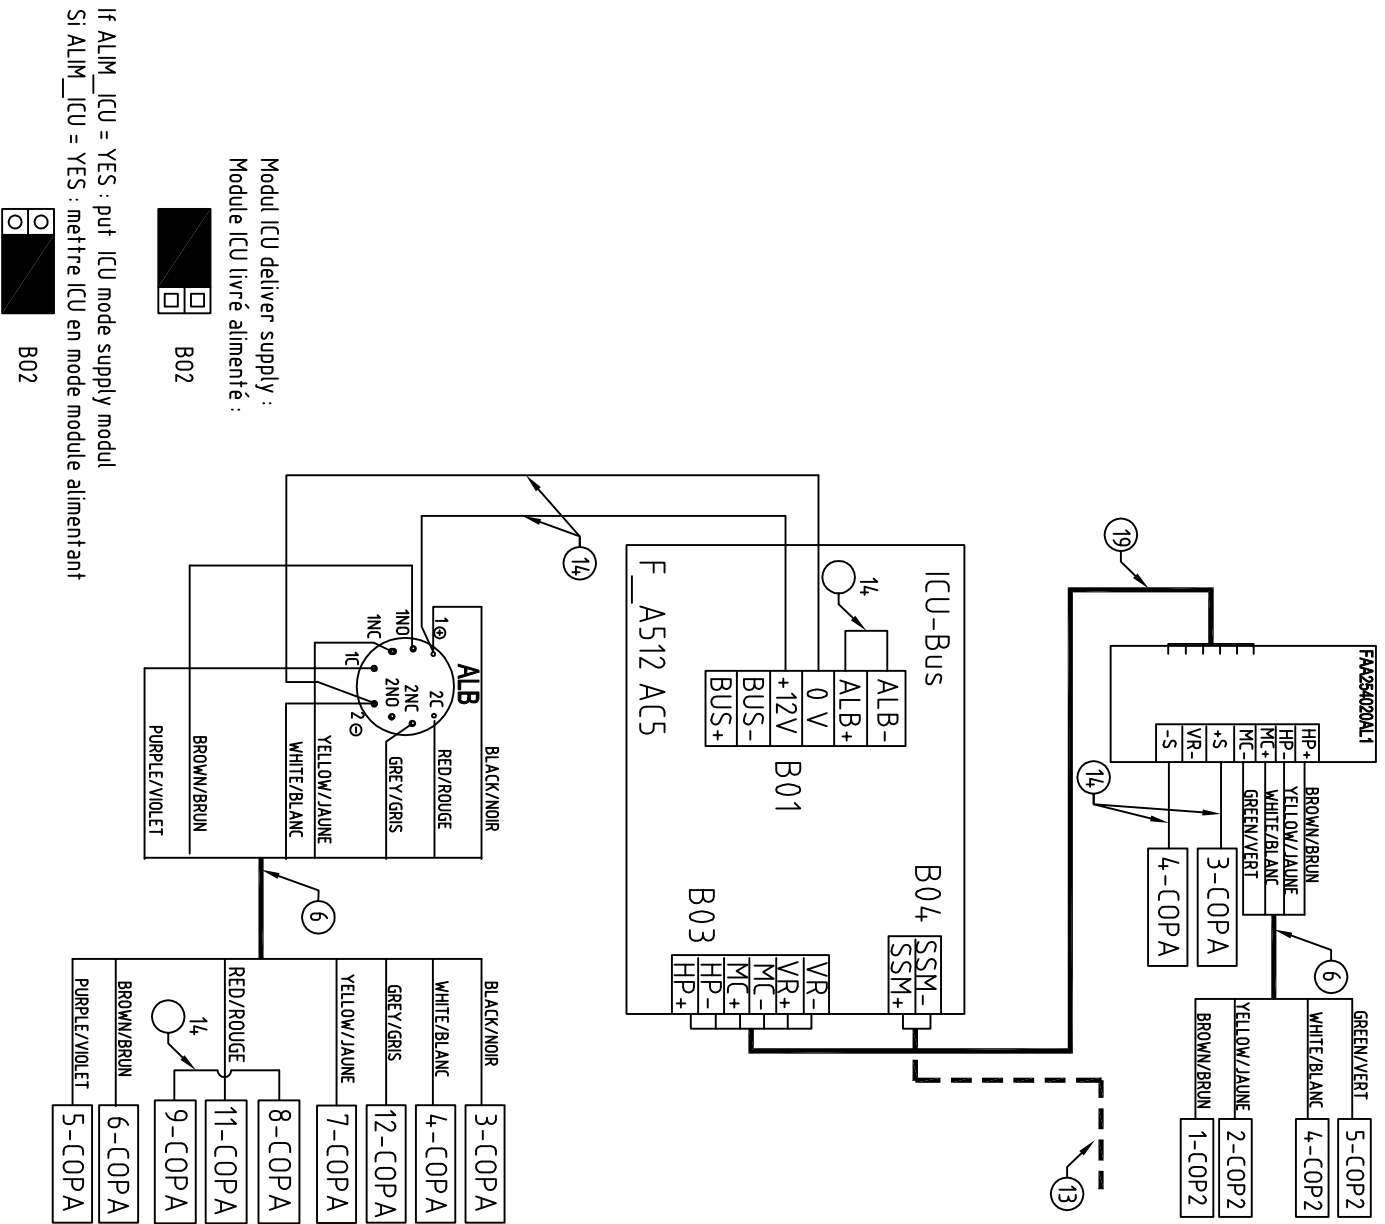 FAA254020AL1
HP+
HP-
MC+
MC-
+S
VR-
-S
BROWN/BRUN
YELLOW/JAUNE
WHITE/BLANC
GREEN/VERT
14
3-COPA
4-COPA
6
GREEN/VERT
WHITE/BLANC
YELLOW/JAUNE
BROWN/BRUN
5-COP2
4-COP2
2-COP2
1-COP2
19
13
ICU-Bus
14
ALB-
ALB+
0 V
+12V
BUS-
BUS+
B01
B04
SSM-
SSM+
B03
VR-
VR+
MC-
MC+
HP-
HP+
F_A512 AC5
14
ALB
1⊕
1NO
1NC
1C
2C
2NC
2NO
2⊖
BLACK/NOIR
RED/ROUGE
GREY/GRIS
YELLOW/JAUNE
WHITE/BLANC
BROWN/BRUN
PURPLE/VIOLET
6
BLACK/NOIR
WHITE/BLANC
GREY/GRIS
YELLOW/JAUNE
RED/ROUGE
14
BROWN/BRUN
PURPLE/VIOLET
3-COPA
4-COPA
12-COPA
7-COPA
8-COPA
11-COPA
9-COPA
6-COPA
5-COPA
Modul ICU deliver supply :
Module ICU livré alimenté :
B02
If ALIM_ICU = YES : put ICU mode supply modul
Si ALIM_ICU = YES : mettre ICU en mode module alimentant
B02